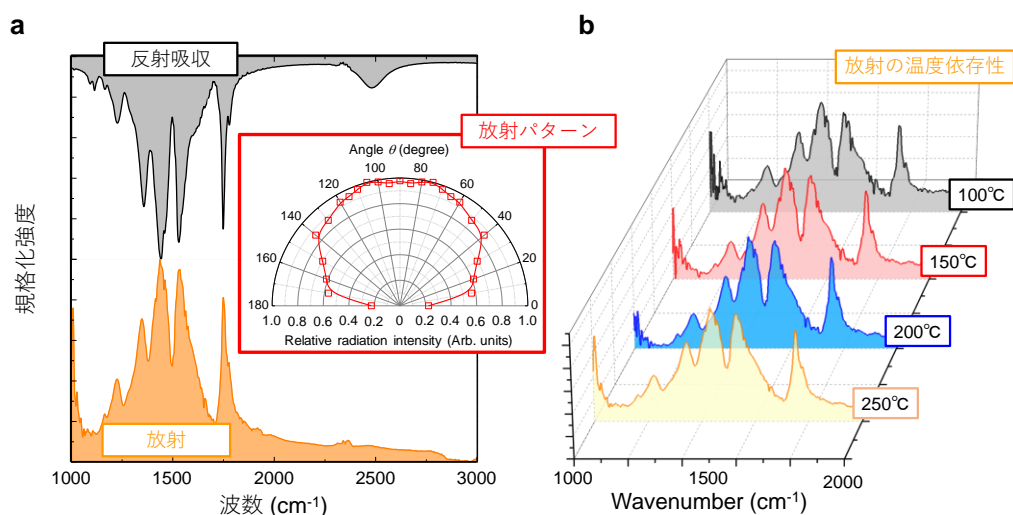 a
反射吸収
放射パターン
Angle θ (degree)
100 80
120 60
140 40
160 20
180 0
1.0 0.8 0.6 0.4 0.2 0 0.2 0.4 0.6 0.8 1.0
Relative radiation intensity (Arb. units)
規格化強度
放射
1000 1500 2000 2500 3000
波数 (cm-1)
b
放射の温度依存性
100℃
150℃
200℃
250℃
1000 1500 2000
Wavenumber (cm-1)